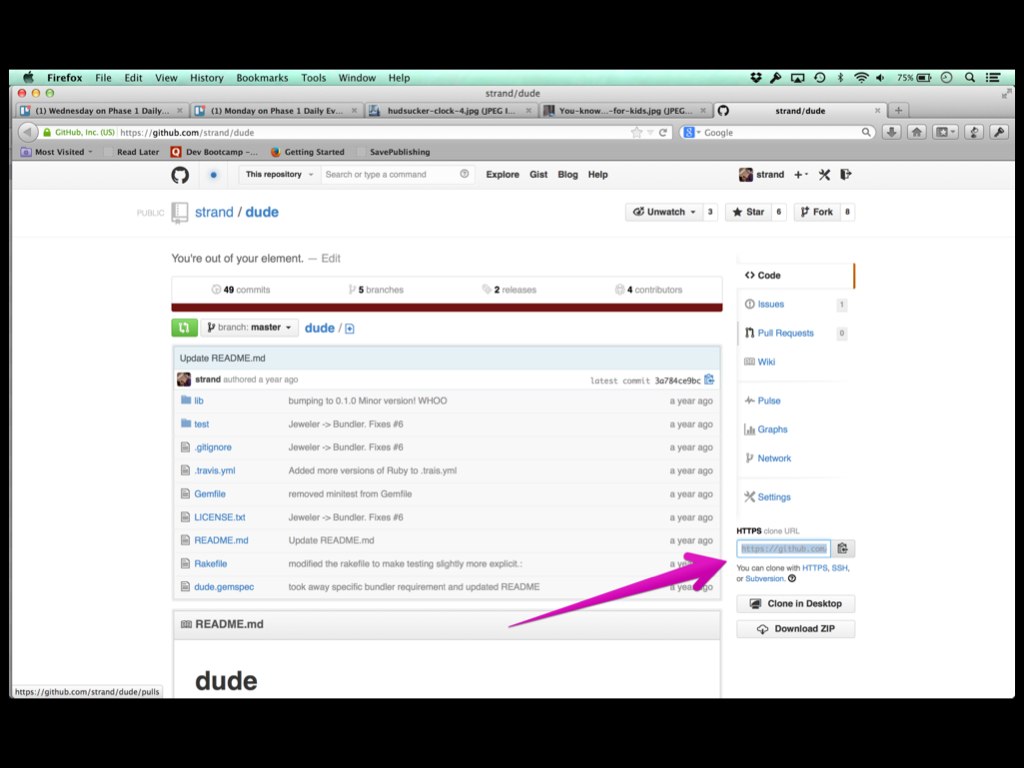 Firefox File Edit View History Bookmarks Tools Window Help 75%
strand/dude
(1) Wednesday on Phase 1 Daily... (1) Monday on Phase 1 Daily Ev... hudsucker-clock-4.jpg (JPEG I... You-know...-for-kids.jpg (JPEG... strand/dude
GitHub, Inc. (US) https://github.com/strand/dude Google
Most Visited Read Later Dev Bootcamp –... Getting Started SavePublishing
This repository Search or type a command Explore Gist Blog Help strand
PUBLIC strand / dude Unwatch 3 Star 6 Fork 8
You're out of your element. — Edit
49 commits 5 branches 2 releases 4 contributors
branch: master dude /
Update README.md
strand authored a year ago latest commit 3a784ce9bc
lib bumping to 0.1.0 Minor version! WHOO a year ago
test Jeweler -> Bundler. Fixes #6 a year ago
.gitignore Jeweler -> Bundler. Fixes #6 a year ago
.travis.yml Added more versions of Ruby to .trais.yml a year ago
Gemfile removed minitest from Gemfile a year ago
LICENSE.txt Jeweler -> Bundler. Fixes #6 a year ago
README.md Update README.md a year ago
Rakefile modified the rakefile to make testing slightly more explicit.: a
dude.gemspec took away specific bundler requirement and updated README a year ago
README.md
dude
Code
Issues 1
Pull Requests 0
Wiki
Pulse
Graphs
Network
Settings
HTTPS clone URL
https://github.com/
You can clone with HTTPS, SSH,
or Subversion.
Clone in Desktop
Download ZIP
https://github.com/strand/dude/pulls